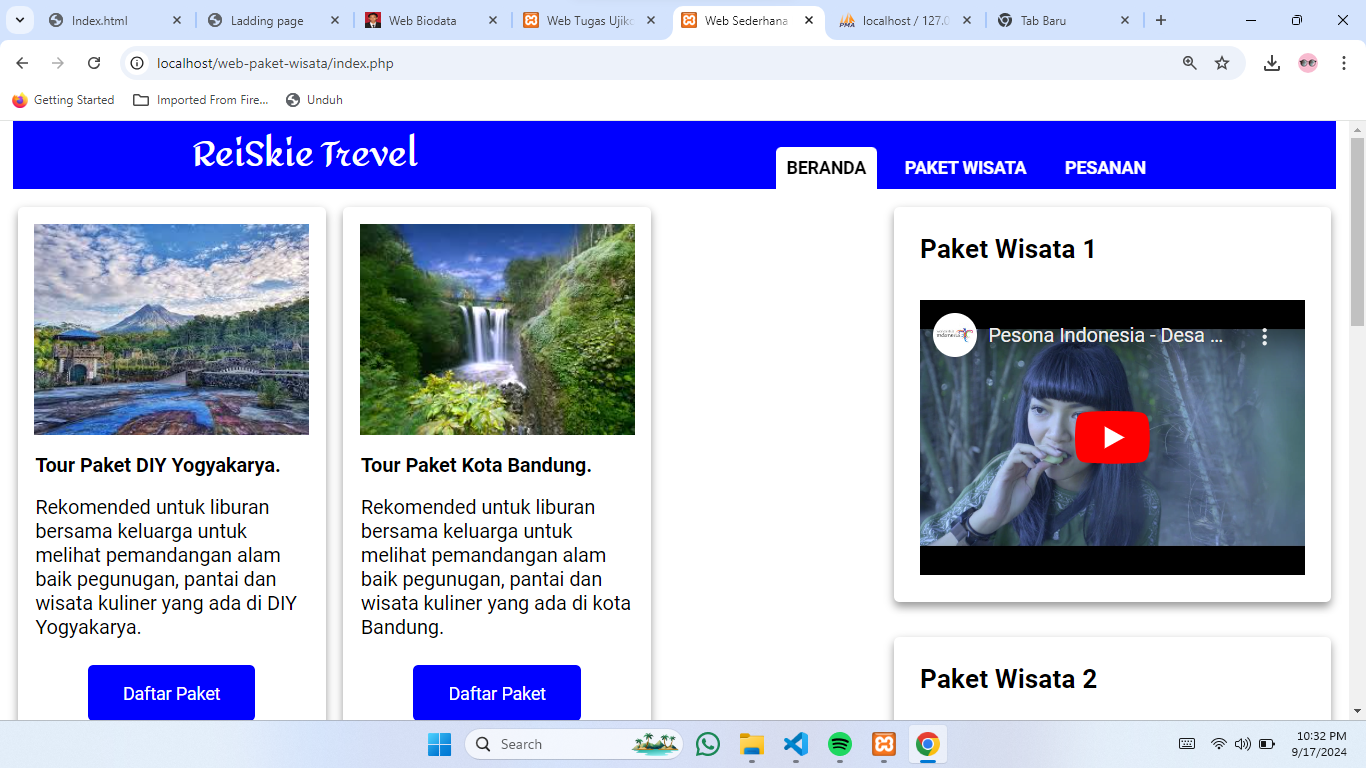 Index.html
Ladding page
Web Biodata
Web Tugas Ujiko
Web Sederhana
localhost / 127.0
Tab Baru
localhost/web-paket-wisata/index.php
Getting Started
Imported From Fire...
Unduh
ReiSkie Trevel
BERANDA
PAKET WISATA
PESANAN
Tour Paket DIY Yogyakarya.
Rekomended untuk liburan
bersama keluarga untuk
melihat pemandangan alam
baik pegunugan, pantai dan
wisata kuliner yang ada di DIY
Yogyakarya.
Daftar Paket
Tour Paket Kota Bandung.
Rekomended untuk liburan
bersama keluarga untuk
melihat pemandangan alam
baik pegunugan, pantai dan
wisata kuliner yang ada di kota
Bandung.
Daftar Paket
Paket Wisata 1
Pesona Indonesia - Desa ...
Paket Wisata 2
Search
10:32 PM
9/17/2024